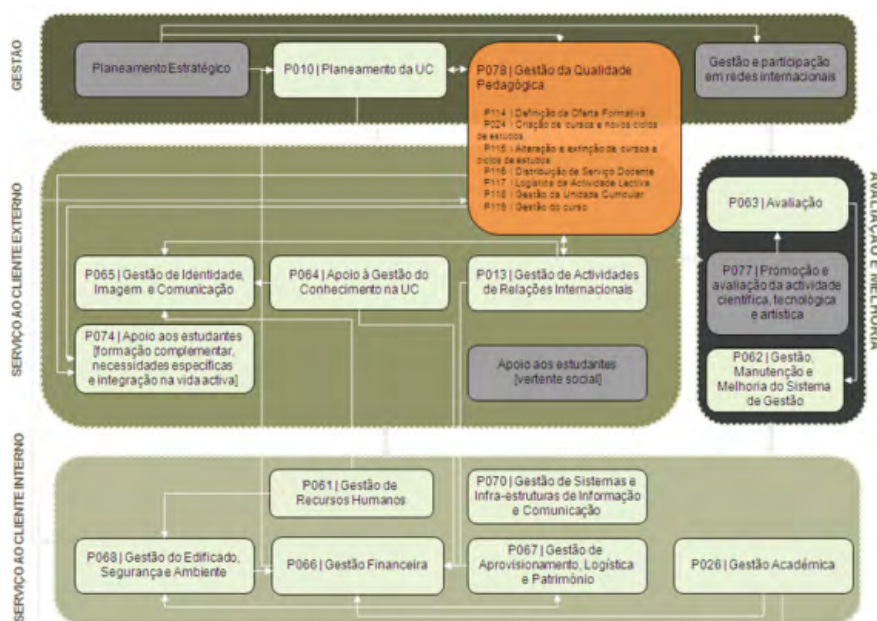 GESTÃO
Planeamento Estratégico
P010 | Planeamento da UC
P078 | Gestão da Qualidade
Pedagógica
P114 | Definição da Oferta Formativa
P024 | Criação de cursos e novos ciclos
de estudos
P115 | Alteração e extinção de cursos e
ciclos de estudos
P116 | Distribuição de Serviço Docente
P117 | Logística da Actividade Lectiva
P118 | Gestão da Unidade Curricular
P119 | Gestão do curso
Gestão e participação
em redes internacionais
SERVIÇO AO CLIENTE EXTERNO
P065 | Gestão de Identidade,
Imagem e Comunicação
P064 | Apoio à Gestão do
Conhecimento na UC
P013 | Gestão de Actividades
de Relações Internacionais
P074 | Apoio aos estudantes
[formação complementar,
necessidades específicas
e integração na vida activa]
Apoio aos estudantes
[vertente social]
AVALIAÇÃO E MELHORIA
P063 | Avaliação
P077 | Promoção e
avaliação da actividade
científica, tecnológica
e artística
P062 | Gestão,
Manutenção e
Melhoria do Sistema
de Gestão
SERVIÇO AO CLIENTE INTERNO
P061 | Gestão de
Recursos Humanos
P070 | Gestão de Sistemas e
Infra-estruturas de Informação
e Comunicação
P068 | Gestão do Edificado,
Segurança e Ambiente
P066 | Gestão Financeira
P067 | Gestão de
Aprovisionamento, Logística
e Património
P026 | Gestão Académica